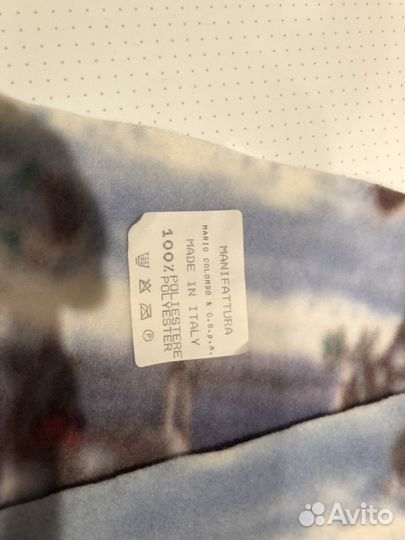 MANIFATTURA
MARIO COLOMBO & C.S.p.A.
MADE IN ITALY
100% POLIESTERE
POLYESTER
P
Avito